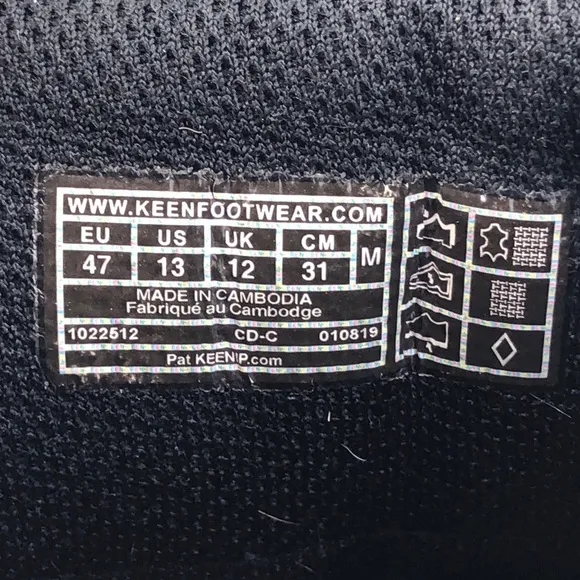 WWW.KEENFOOTWEAR.COM
EU US UK CM M
47 13 12 31
MADE IN CAMBODIA
Fabriqué au Cambodge
1022512 CD-C 010819
Pat KEENIP.com